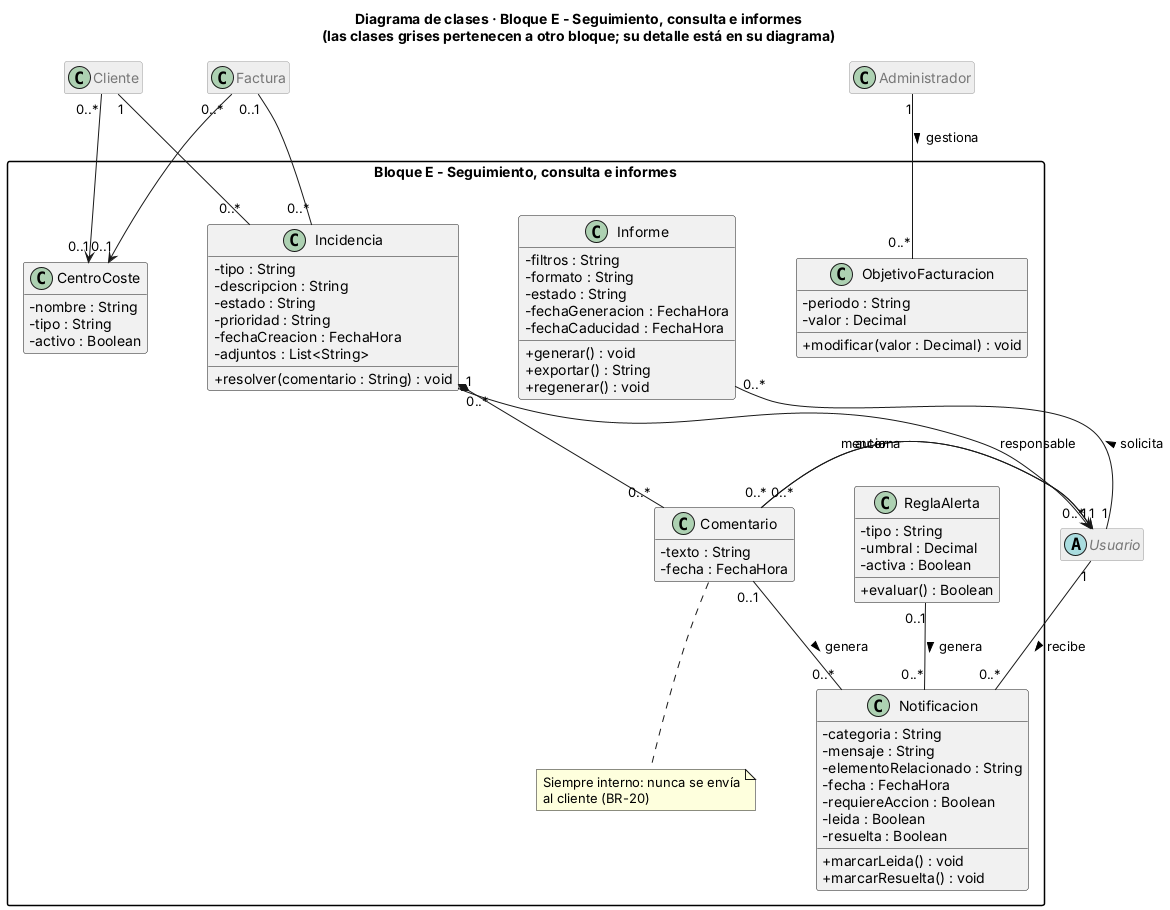 Diagrama de clases · Bloque E - Seguimiento, consulta e informes
(las clases grises pertenecen a otro bloque; su detalle está en su diagrama)
C Cliente
C Factura
C Administrador
0..*
1
0..*
0..1
1
gestiona
Bloque E - Seguimiento, consulta e informes
0..*
0..*
0..*
0..1
0..1
C CentroCoste
-nombre : String
-tipo : String
-activo : Boolean
C Incidencia
-tipo : String
-descripcion : String
-estado : String
-prioridad : String
-fechaCreacion : FechaHora
-adjuntos : List<String>
+resolver(comentario : String) : void
C Informe
-filtros : String
-formato : String
-estado : String
-fechaGeneracion : FechaHora
-fechaCaducidad : FechaHora
+generar() : void
+exportar() : String
+regenerar() : void
C ObjetivoFacturacion
-periodo : String
-valor : Decimal
+modificar(valor : Decimal) : void
1
0..*
0..*
menciona
autor
responsable
solicita
0..*
0..*
0..*
0..*
1
1
1
C Comentario
-texto : String
-fecha : FechaHora
C ReglaAlerta
-tipo : String
-umbral : Decimal
-activa : Boolean
+evaluar() : Boolean
A Usuario
0..1
0..1
1
genera
genera
recibe
0..*
0..*
0..*
C Notificacion
-categoria : String
-mensaje : String
-elementoRelacionado : String
-fecha : FechaHora
-requiereAccion : Boolean
-leida : Boolean
-resuelta : Boolean
+marcarLeida() : void
+marcarResuelta() : void
Siempre interno: nunca se envía
al cliente (BR-20)